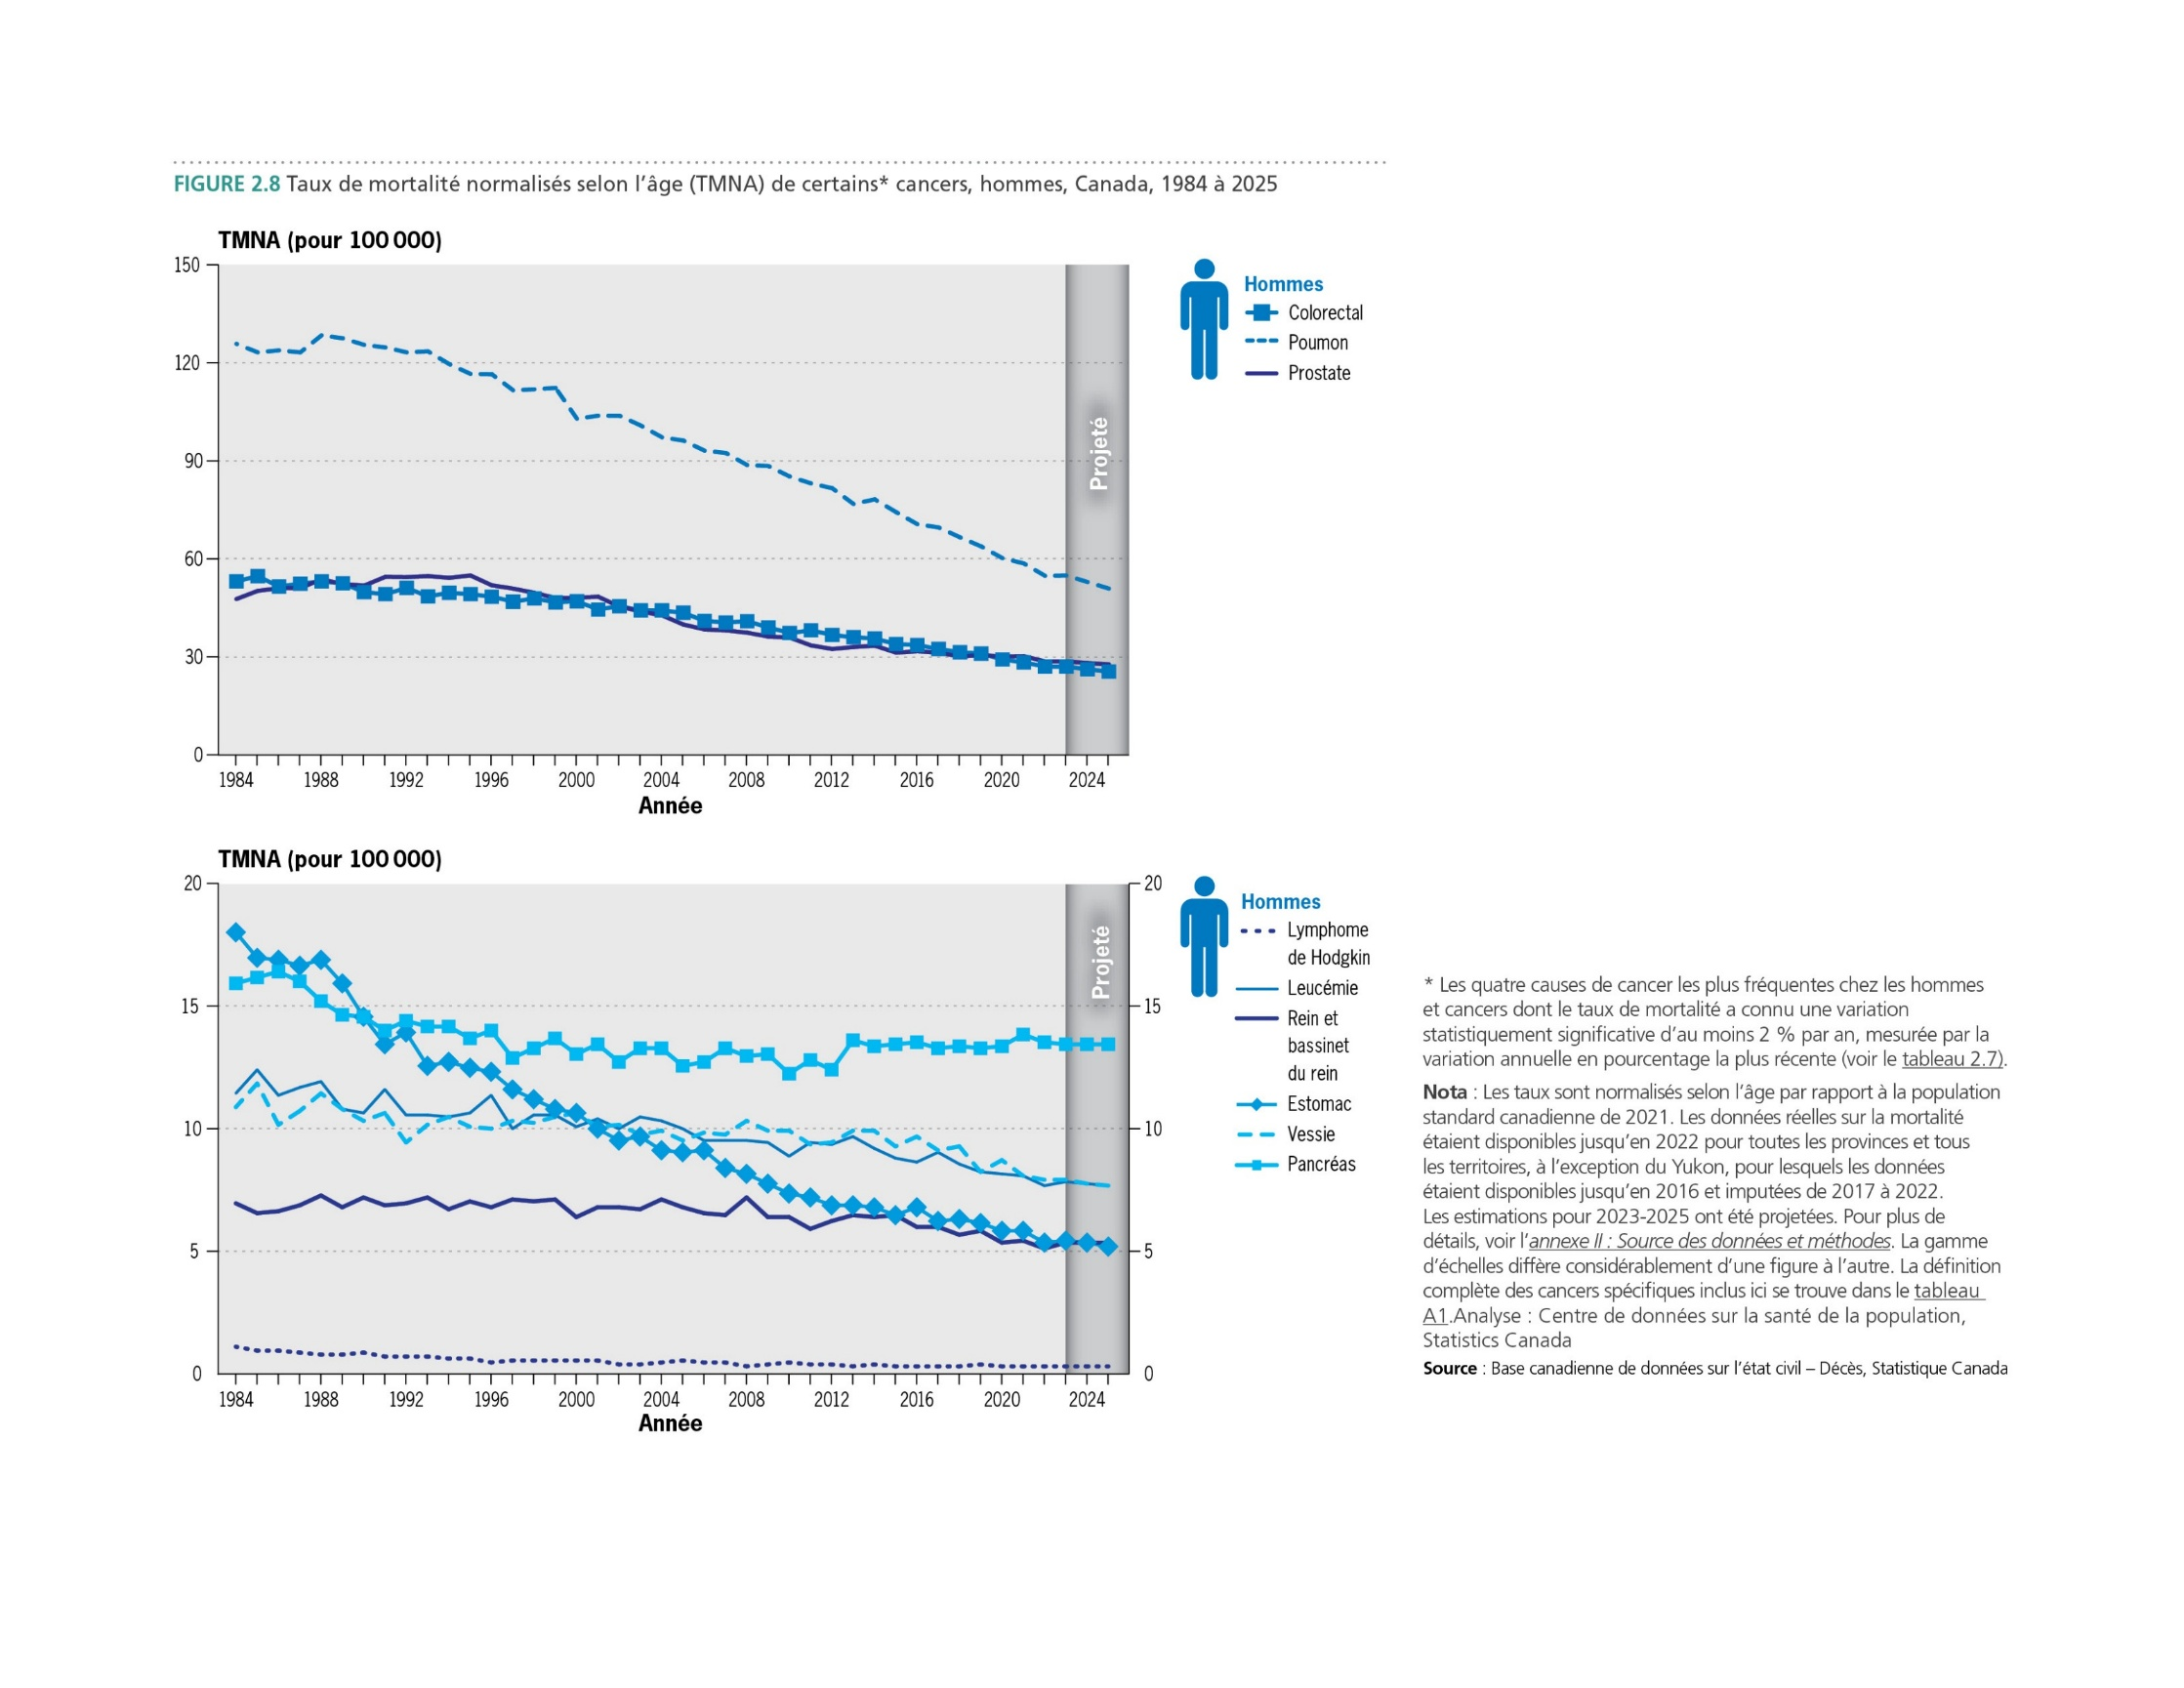 FIGURE 2.8 Taux de mortalité normalisés selon l’âge (TMNA) de certains* cancers, hommes, Canada, 1984 à 2025
TMNA (pour 100 000)
150
120
90
60
30
0
Projeté
1984 1988 1992 1996 2000 2004 2008 2012 2016 2020 2024
Année
Hommes
Colorectal
Poumon
Prostate
TMNA (pour 100 000)
20
15
10
5
0
Projeté
20
15
10
5
0
1984 1988 1992 1996 2000 2004 2008 2012 2016 2020 2024
Année
Hommes
Lymphome
de Hodgkin
Leucémie
Rein et
bassinet
du rein
Estomac
Vessie
Pancréas
* Les quatre causes de cancer les plus fréquentes chez les hommes
et cancers dont le taux de mortalité a connu une variation
statistiquement significative d’au moins 2 % par an, mesurée par la
variation annuelle en pourcentage la plus récente (voir le tableau 2.7).
Nota : Les taux sont normalisés selon l’âge par rapport à la population
standard canadienne de 2021. Les données réelles sur la mortalité
étaient disponibles jusqu’en 2022 pour toutes les provinces et tous
les territoires, à l’exception du Yukon, pour lesquels les données
étaient disponibles jusqu’en 2016 et imputées de 2017 à 2022.
Les estimations pour 2023-2025 ont été projetées. Pour plus de
détails, voir l’annexe II : Source des données et méthodes. La gamme
d’échelles diffère considérablement d’une figure à l’autre. La définition
complète des cancers spécifiques inclus ici se trouve dans le tableau
A1.Analyse : Centre de données sur la santé de la population,
Statistics Canada
Source : Base canadienne de données sur l’état civil – Décès, Statistique Canada